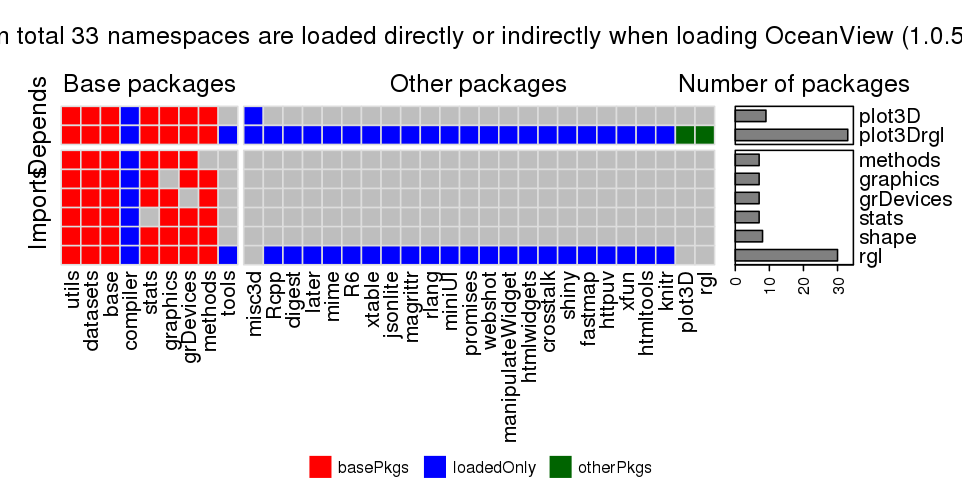 n total 33 namespaces are loaded directly or indirectly when loading OceanView (1.0.5
Base packages
Other packages
Number of packages
Depends
Imports
plot3D
plot3Drgl
methods
graphics
grDevices
stats
shape
rgl
0
10
20
30
utils
datasets
base
compiler
stats
graphics
grDevices
methods
tools
misc3d
Rcpp
digest
later
mime
R6
xtable
jsonlite
magrittr
rlang
miniUI
promises
webshot
manipulateWidget
htmlwidgets
crosstalk
shiny
fastmap
httpuv
xfun
htmltools
knitr
plot3D
rgl
basePkgs
loadedOnly
otherPkgs